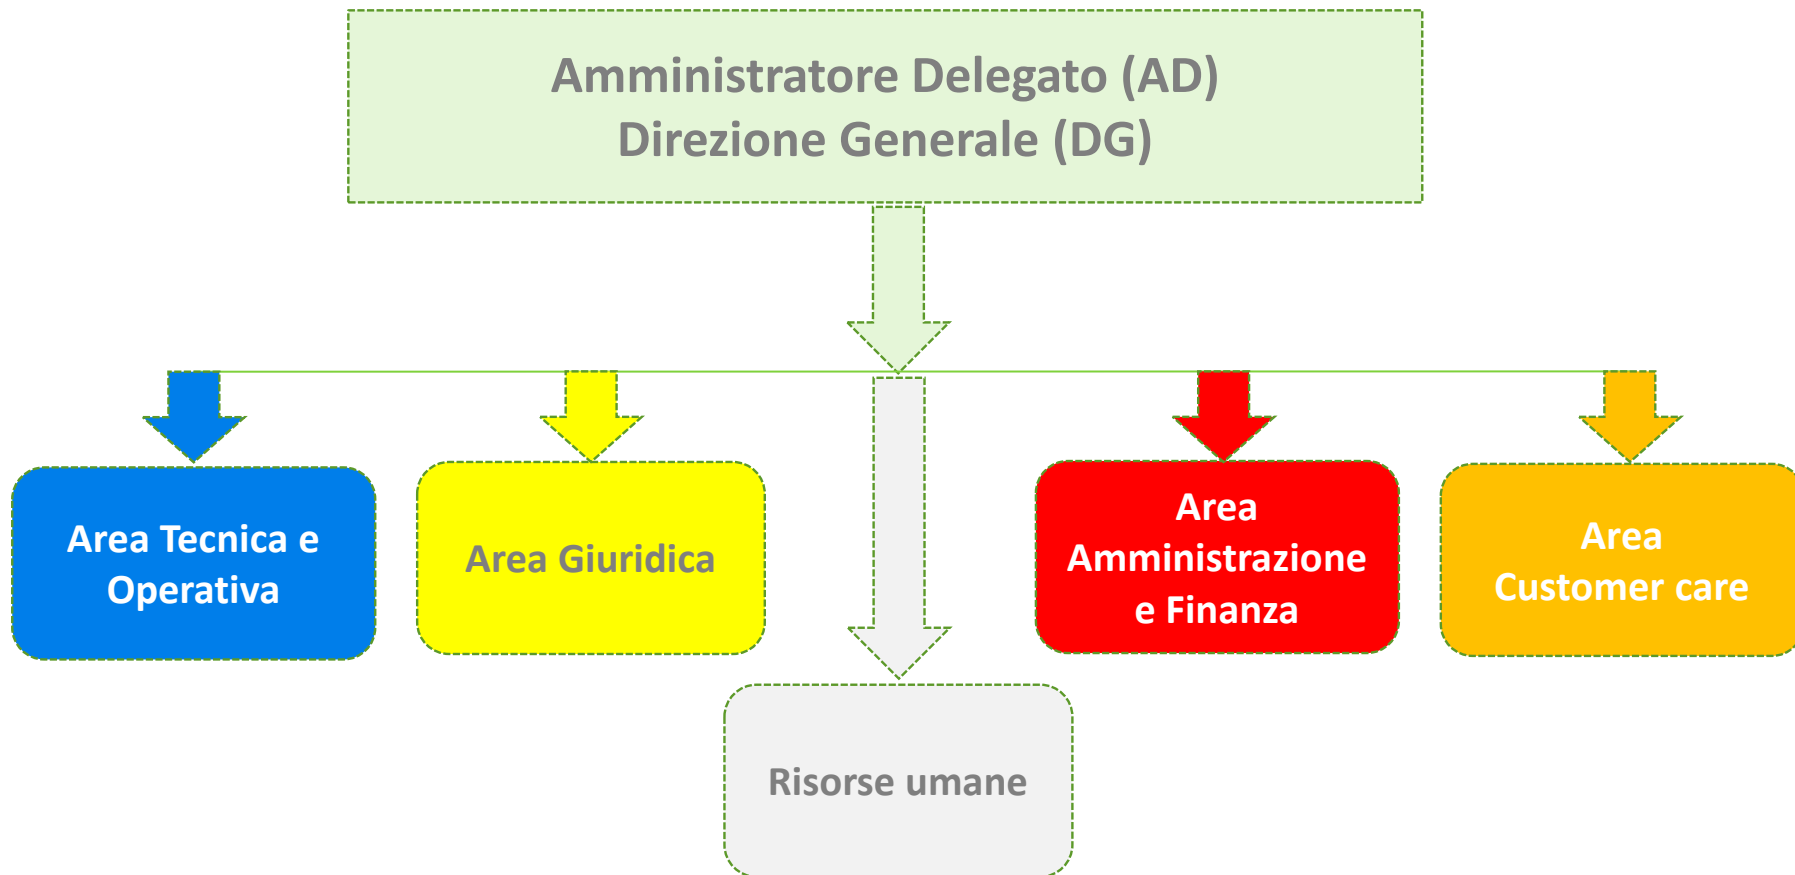 Amministratore Delegato (AD)
Direzione Generale (DG)
Area Tecnica e
Operativa
Area Giuridica
Area
Amministrazione
e Finanza
Area
Customer care
Risorse umane